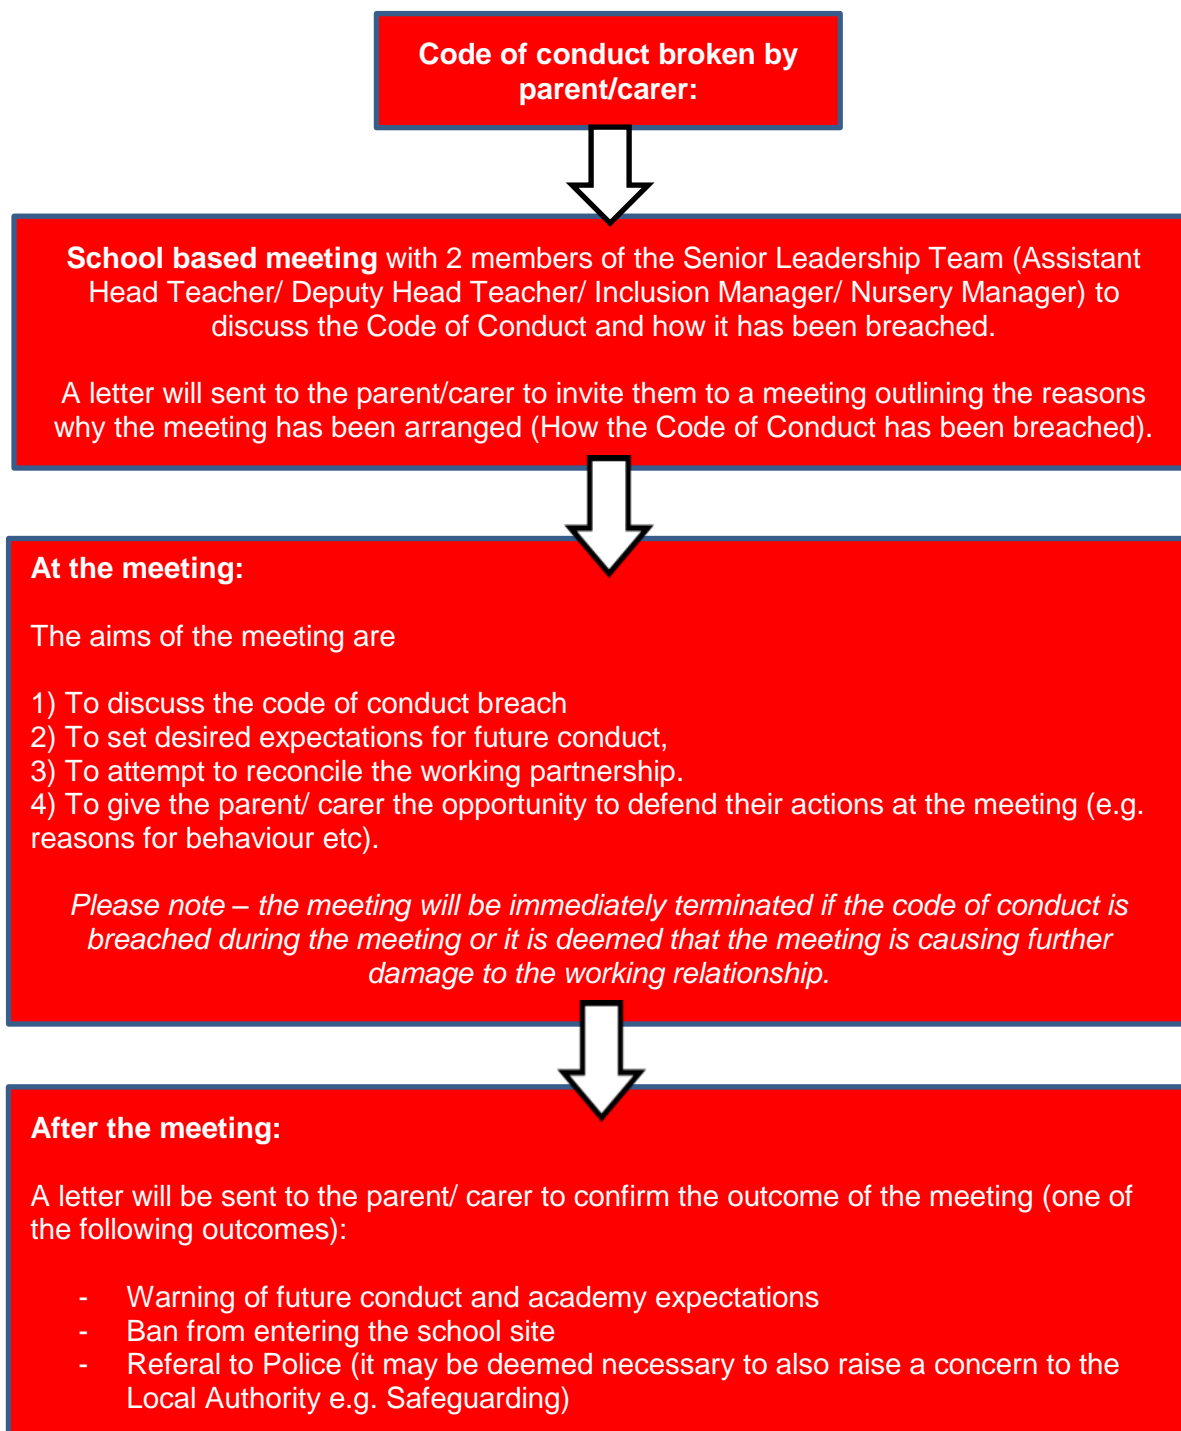 Code of conduct broken by
parent/carer:
School based meeting with 2 members of the Senior Leadership Team (Assistant
Head Teacher/ Deputy Head Teacher/ Inclusion Manager/ Nursery Manager) to
discuss the Code of Conduct and how it has been breached.
A letter will sent to the parent/carer to invite them to a meeting outlining the reasons
why the meeting has been arranged (How the Code of Conduct has been breached).
At the meeting:
The aims of the meeting are
1) To discuss the code of conduct breach
2) To set desired expectations for future conduct,
3) To attempt to reconcile the working partnership.
4) To give the parent/ carer the opportunity to defend their actions at the meeting (e.g.
reasons for behaviour etc).
Please note – the meeting will be immediately terminated if the code of conduct is
breached during the meeting or it is deemed that the meeting is causing further
damage to the working relationship.
After the meeting:
A letter will be sent to the parent/ carer to confirm the outcome of the meeting (one of
the following outcomes):
- Warning of future conduct and academy expectations
- Ban from entering the school site
- Referal to Police (it may be deemed necessary to also raise a concern to the
Local Authority e.g. Safeguarding)